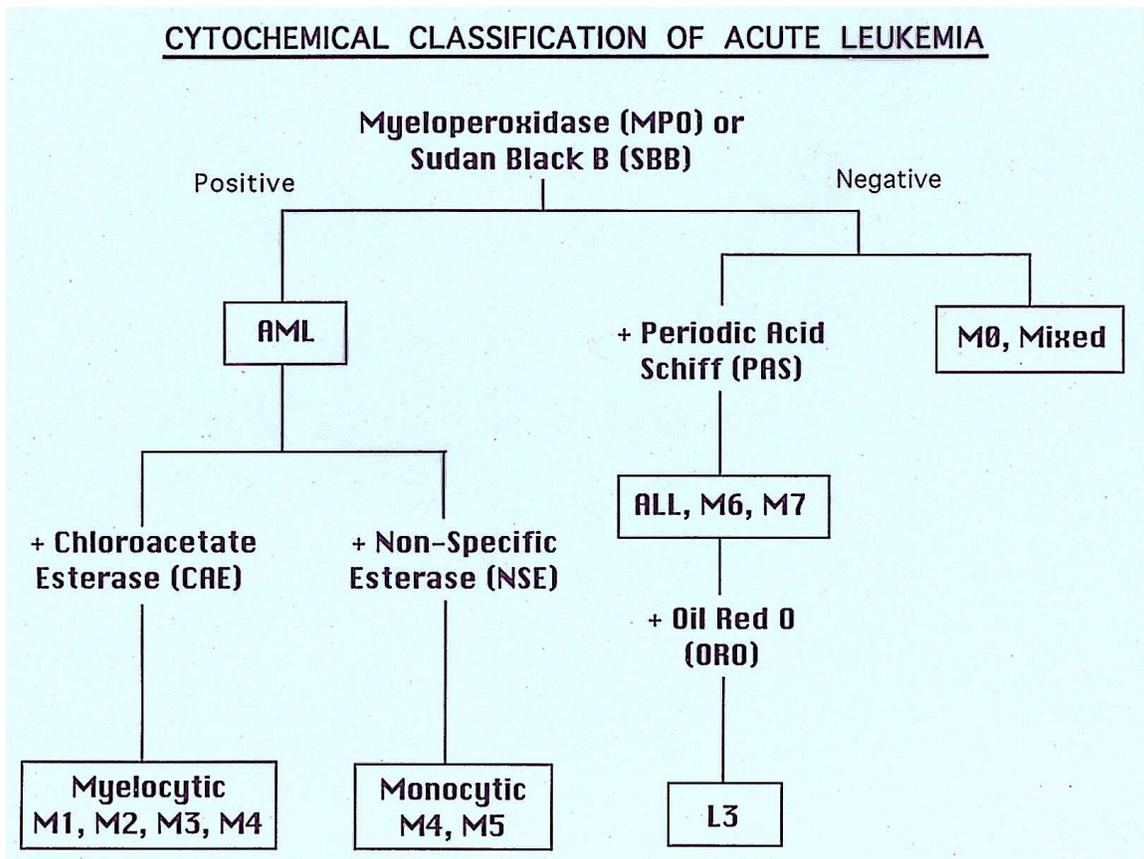 CYTOCHEMICAL CLASSIFICATION OF ACUTE LEUKEMIA
Myeloperoxidase (MPO) or
Sudan Black B (SBB)
Positive
Negative
AML
+ Periodic Acid
Schiff (PAS)
M0, Mixed
ALL, M6, M7
+ Chloroacetate
Esterase (CAE)
+ Non-Specific
Esterase (NSE)
+ Oil Red O
(ORO)
Myelocytic
M1, M2, M3, M4
Monocytic
M4, M5
L3